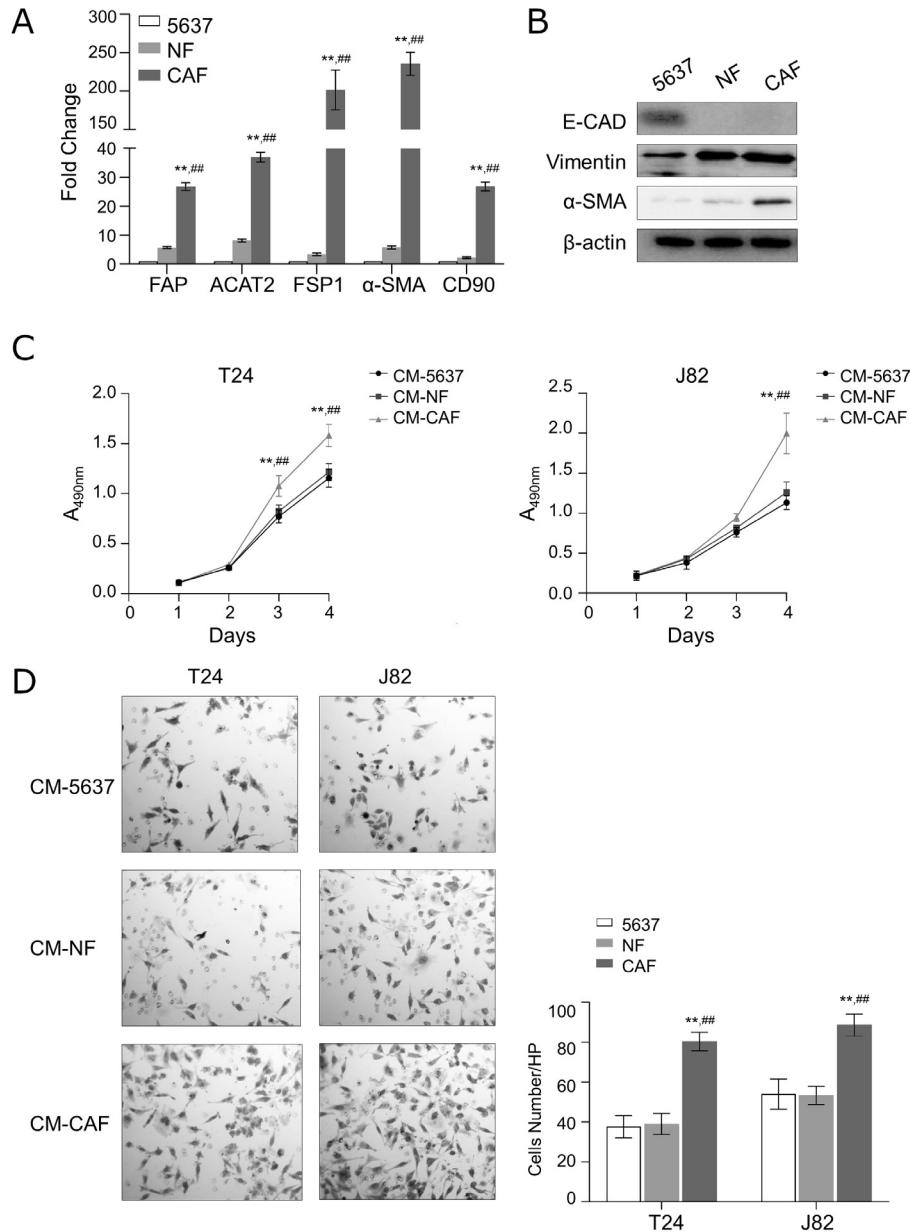 A
5637
NF
CAF
Fold Change
300
250
200
150
40
30
20
10
0
**,##
**,##
**,##
**,##
**,##
FAP
ACAT2
FSP1
α-SMA
CD90
B
5637
NF
CAF
E-CAD
Vimentin
α-SMA
β-actin
C
T24
CM-5637
CM-NF
CM-CAF
A490nm
2.0
1.5
1.0
0.5
0.0
**,##
**,##
0
1
2
3
4
Days
J82
CM-5637
CM-NF
CM-CAF
A490nm
2.5
2.0
1.5
1.0
0.5
0.0
**,##
0
1
2
3
4
Days
D
T24
J82
CM-5637
CM-NF
CM-CAF
5637
NF
CAF
Cells Number/HP
100
80
60
40
40
0
**,##
**,##
T24
J82